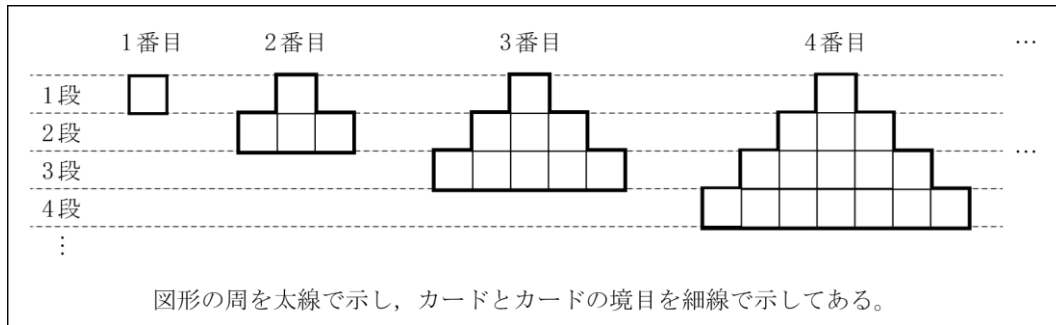 1番目 2番目 3番目 4番目 …
1段
2段
…
3段
4段
⋮
図形の周を太線で示し，カードとカードの境目を細線で示してある。